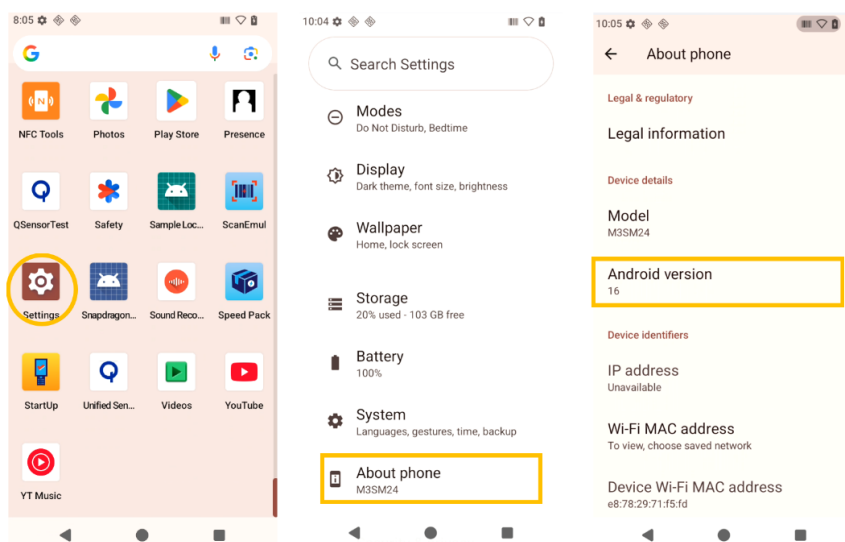 8:05
NFC Tools
Photos
Play Store
Presence
QSensorTest
Safety
Sample Loc...
ScanEmul
Settings
Snapdragon...
Sound Reco...
Speed Pack
StartUp
Unified Sen...
Videos
YouTube
YT Music
10:04
Search Settings
Modes
Do Not Disturb, Bedtime
Display
Dark theme, font size, brightness
Wallpaper
Home, lock screen
Storage
20% used - 103 GB free
Battery
100%
System
Languages, gestures, time, backup
About phone
M3SM24
10:05
About phone
Legal & regulatory
Legal information
Device details
Model
M3SM24
Android version
16
Device identifiers
IP address
Unavailable
Wi-Fi MAC address
To view, choose saved network
Device Wi-Fi MAC address
e8:78:29:71:f5:fd